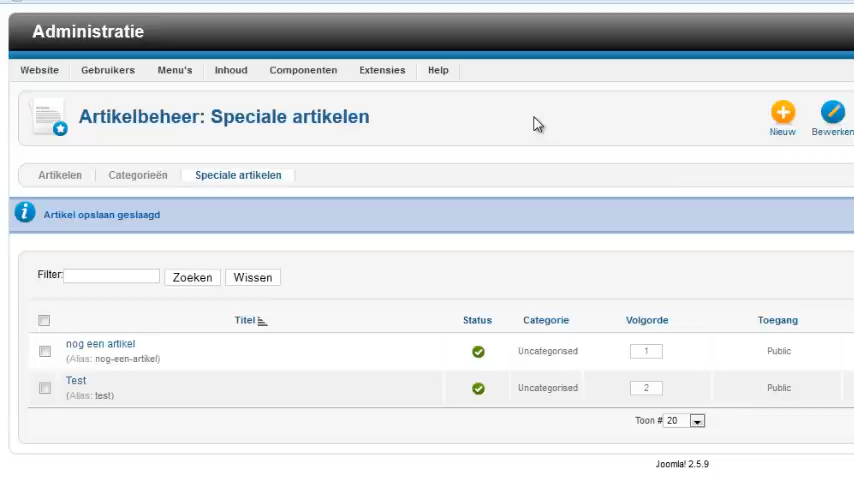 Administratie
Website Gebruikers Menu's Inhoud Componenten Extensies Help
Artikelbeheer: Speciale artikelen
Nieuw Bewerken
Artikelen Categorieën Speciale artikelen
Artikel opslaan geslaagd
Filter: Zoeken Wissen
Titel Status Categorie Volgorde Toegang
nog een artikel
(Alias: nog-een-artikel)
Uncategorised 1 Public
Test
(Alias: test)
Uncategorised 2 Public
Toon # 20
Joomla! 2.5.9